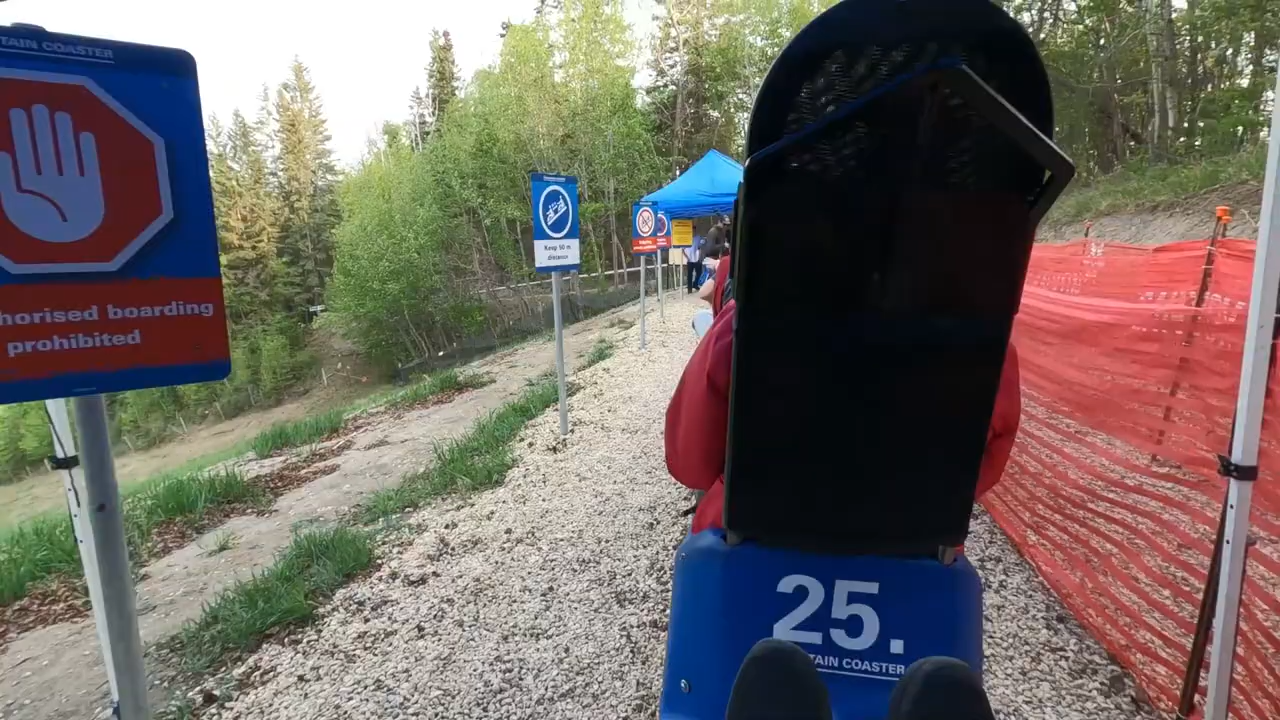 TAIN COASTER
horised boarding
prohibited
Keep 50 m
distance
25.
TAIN COASTER